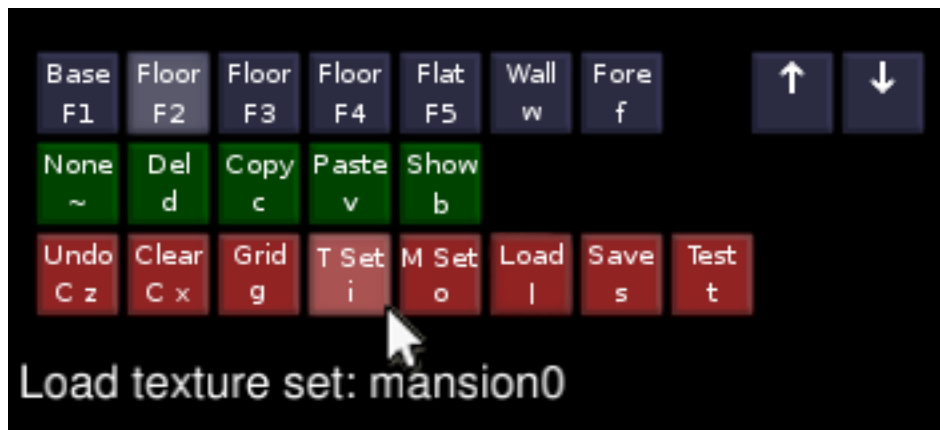 Base Floor Floor Floor Flat Wall Fore ↑ ↓
F1 F2 F3 F4 F5 w f
None Del Copy Paste Show
~ d c v b
Undo Clear Grid T Set M Set Load Save Test
C z C x g i o l s t
Load texture set: mansion0